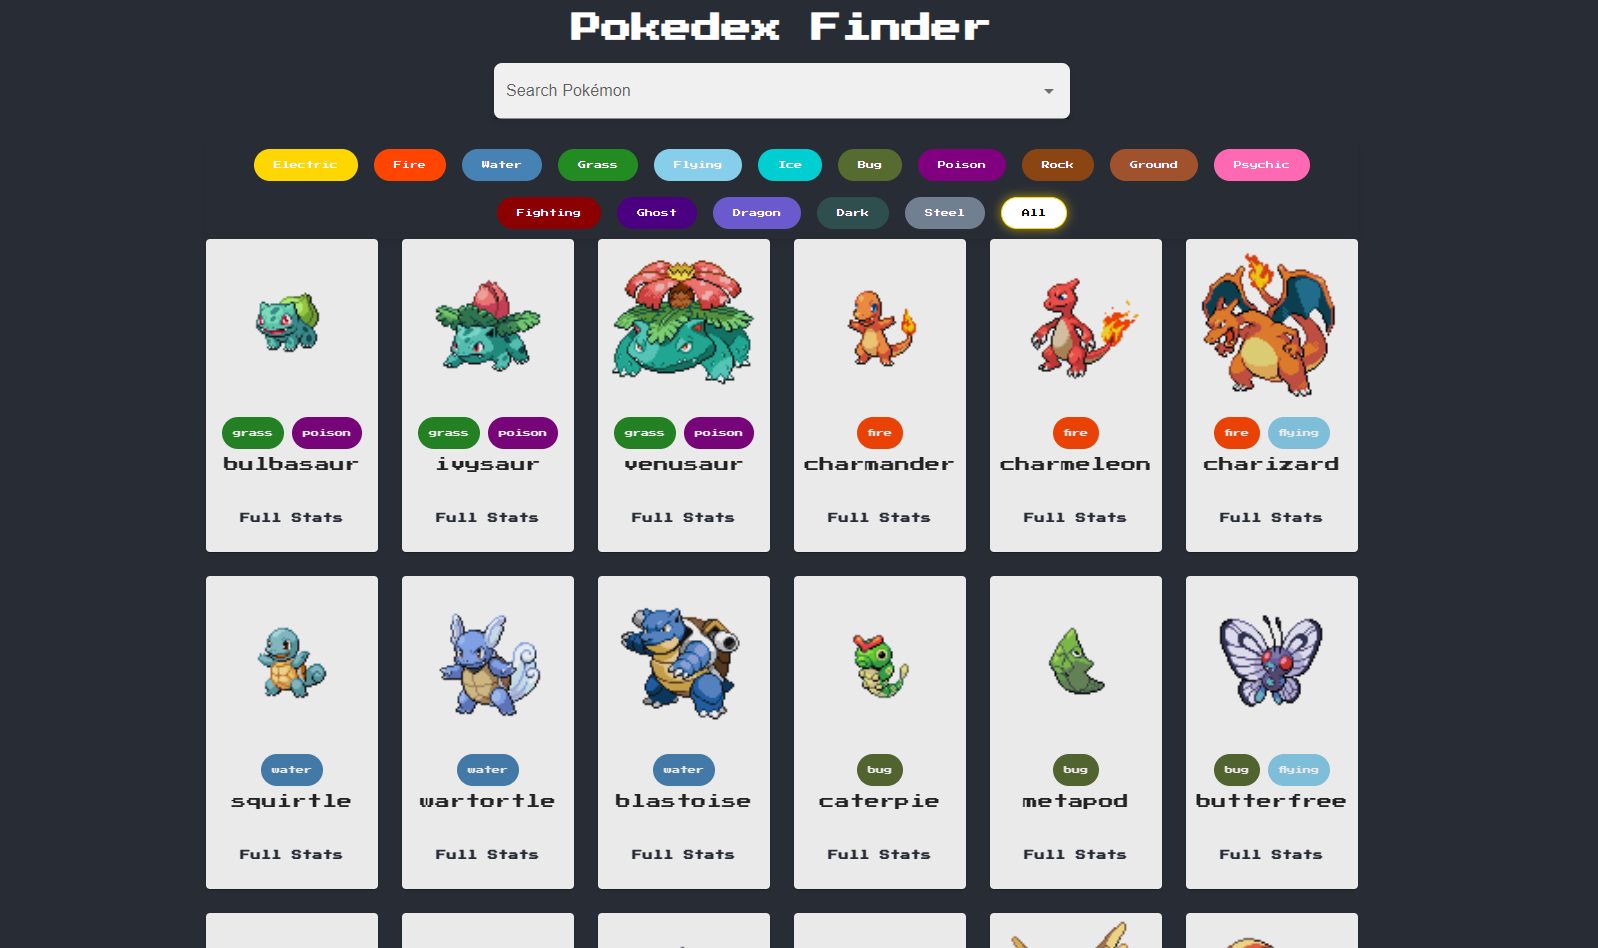 Pokedex Finder
Search Pokémon
Electric Fire Water Grass Flying Ice Bug Poison Rock Ground Psychic
Fighting Ghost Dragon Dark Steel All
grass poison grass poison grass poison fire fire fire flying
bulbasaur ivysaur venusaur charmander charmeleon charizard
Full Stats Full Stats Full Stats Full Stats Full Stats Full Stats
water water water bug bug bug flying
squirtle wartortle blastoise caterpie metapod butterfree
Full Stats Full Stats Full Stats Full Stats Full Stats Full Stats